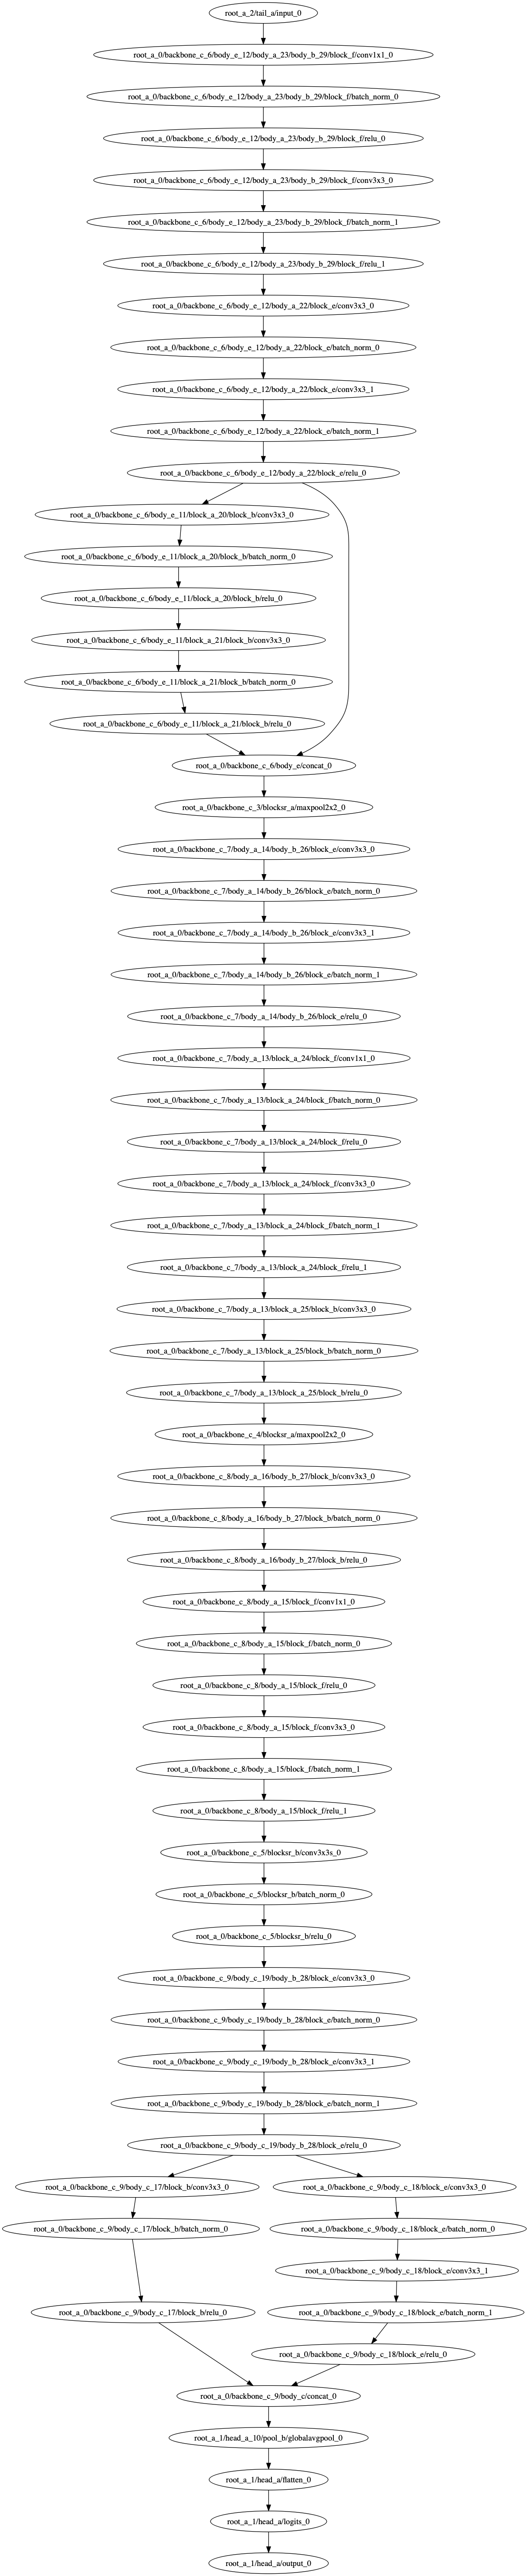 root_a_2/tail_a/input_0
root_a_0/backbone_c_6/body_e_12/body_a_23/body_b_29/block_f/conv1x1_0
root_a_0/backbone_c_6/body_e_12/body_a_23/body_b_29/block_f/batch_norm_0
root_a_0/backbone_c_6/body_e_12/body_a_23/body_b_29/block_f/relu_0
root_a_0/backbone_c_6/body_e_12/body_a_23/body_b_29/block_f/conv3x3_0
root_a_0/backbone_c_6/body_e_12/body_a_23/body_b_29/block_f/batch_norm_1
root_a_0/backbone_c_6/body_e_12/body_a_23/body_b_29/block_f/relu_1
root_a_0/backbone_c_6/body_e_12/body_a_22/block_e/conv3x3_0
root_a_0/backbone_c_6/body_e_12/body_a_22/block_e/batch_norm_0
root_a_0/backbone_c_6/body_e_12/body_a_22/block_e/conv3x3_1
root_a_0/backbone_c_6/body_e_12/body_a_22/block_e/batch_norm_1
root_a_0/backbone_c_6/body_e_12/body_a_22/block_e/relu_0
root_a_0/backbone_c_6/body_e_11/block_a_20/block_b/conv3x3_0
root_a_0/backbone_c_6/body_e_11/block_a_20/block_b/batch_norm_0
root_a_0/backbone_c_6/body_e_11/block_a_20/block_b/relu_0
root_a_0/backbone_c_6/body_e_11/block_a_21/block_b/conv3x3_0
root_a_0/backbone_c_6/body_e_11/block_a_21/block_b/batch_norm_0
root_a_0/backbone_c_6/body_e_11/block_a_21/block_b/relu_0
root_a_0/backbone_c_6/body_e/concat_0
root_a_0/backbone_c_3/blocksr_a/maxpool2x2_0
root_a_0/backbone_c_7/body_a_14/body_b_26/block_e/conv3x3_0
root_a_0/backbone_c_7/body_a_14/body_b_26/block_e/batch_norm_0
root_a_0/backbone_c_7/body_a_14/body_b_26/block_e/conv3x3_1
root_a_0/backbone_c_7/body_a_14/body_b_26/block_e/batch_norm_1
root_a_0/backbone_c_7/body_a_14/body_b_26/block_e/relu_0
root_a_0/backbone_c_7/body_a_13/block_a_24/block_f/conv1x1_0
root_a_0/backbone_c_7/body_a_13/block_a_24/block_f/batch_norm_0
root_a_0/backbone_c_7/body_a_13/block_a_24/block_f/relu_0
root_a_0/backbone_c_7/body_a_13/block_a_24/block_f/conv3x3_0
root_a_0/backbone_c_7/body_a_13/block_a_24/block_f/batch_norm_1
root_a_0/backbone_c_7/body_a_13/block_a_24/block_f/relu_1
root_a_0/backbone_c_7/body_a_13/block_a_25/block_b/conv3x3_0
root_a_0/backbone_c_7/body_a_13/block_a_25/block_b/batch_norm_0
root_a_0/backbone_c_7/body_a_13/block_a_25/block_b/relu_0
root_a_0/backbone_c_4/blocksr_a/maxpool2x2_0
root_a_0/backbone_c_8/body_a_16/body_b_27/block_b/conv3x3_0
root_a_0/backbone_c_8/body_a_16/body_b_27/block_b/batch_norm_0
root_a_0/backbone_c_8/body_a_16/body_b_27/block_b/relu_0
root_a_0/backbone_c_8/body_a_15/block_f/conv1x1_0
root_a_0/backbone_c_8/body_a_15/block_f/batch_norm_0
root_a_0/backbone_c_8/body_a_15/block_f/relu_0
root_a_0/backbone_c_8/body_a_15/block_f/conv3x3_0
root_a_0/backbone_c_8/body_a_15/block_f/batch_norm_1
root_a_0/backbone_c_8/body_a_15/block_f/relu_1
root_a_0/backbone_c_5/blocksr_b/conv3x3s_0
root_a_0/backbone_c_5/blocksr_b/batch_norm_0
root_a_0/backbone_c_5/blocksr_b/relu_0
root_a_0/backbone_c_9/body_c_19/body_b_28/block_e/conv3x3_0
root_a_0/backbone_c_9/body_c_19/body_b_28/block_e/batch_norm_0
root_a_0/backbone_c_9/body_c_19/body_b_28/block_e/conv3x3_1
root_a_0/backbone_c_9/body_c_19/body_b_28/block_e/batch_norm_1
root_a_0/backbone_c_9/body_c_19/body_b_28/block_e/relu_0
root_a_0/backbone_c_9/body_c_17/block_b/conv3x3_0
root_a_0/backbone_c_9/body_c_18/block_e/conv3x3_0
root_a_0/backbone_c_9/body_c_17/block_b/batch_norm_0
root_a_0/backbone_c_9/body_c_18/block_e/batch_norm_0
root_a_0/backbone_c_9/body_c_18/block_e/conv3x3_1
root_a_0/backbone_c_9/body_c_17/block_b/relu_0
root_a_0/backbone_c_9/body_c_18/block_e/batch_norm_1
root_a_0/backbone_c_9/body_c_18/block_e/relu_0
root_a_0/backbone_c_9/body_c/concat_0
root_a_1/head_a_10/pool_b/globalavgpool_0
root_a_1/head_a/flatten_0
root_a_1/head_a/logits_0
root_a_1/head_a/output_0